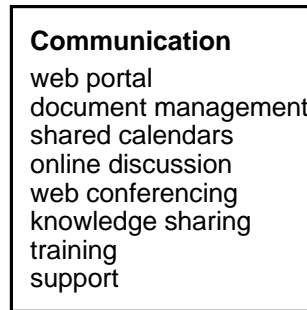 Communication
web portal
document management
shared calendars
online discussion
web conferencing
knowledge sharing
training
support